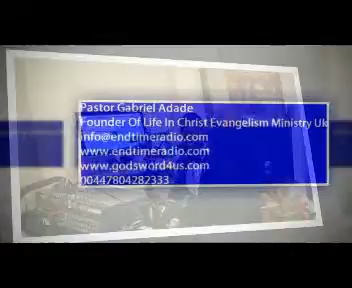 Pastor Gabriel Adade
Founder Of Life In Christ Evangelism Ministry Uk
info@endtimeradio.com
www.endtimeradio.com
www.godsword4us.com
00447804282333